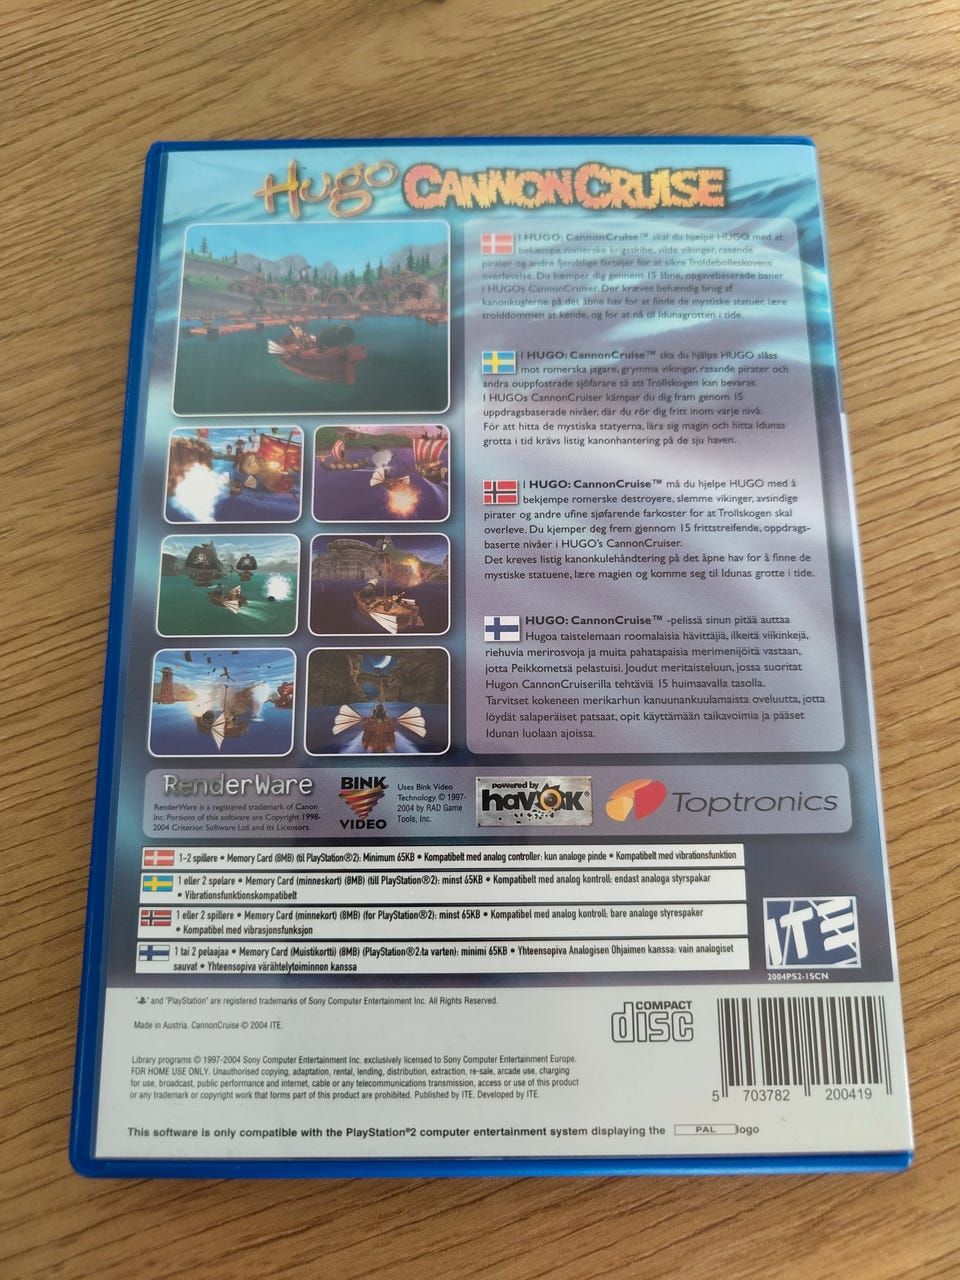 Hugo CANNONCRUISE
I HUGO: CannonCruise™ skal du hjælpe HUGO med at
bekæmpe romerske krigsskibe, vilde vikinger, rasende
pirater og andre fjendtlige fartøjer for at sikre Troldebolleskovens
overlevelse. Du kæmper dig gennem 15 åbne, opgavebaserede baner
i HUGOs CannonCruiser. Der kræves behændig brug af
kanonkuglerne på det åbne hav for at finde de mystiske statuer, lære
trolddommen at kende, og for at nå til Idunagrotten i tide.
I HUGO: CannonCruise™ ska du hjälpa HUGO slåss
mot romerska jagare, grymma vikingar, rasande pirater och
andra ouppfostrade sjöfarare så att Trollskogen kan bevaras.
I HUGOs CannonCruiser kämpar du dig fram genom 15
uppdragsbaserade nivåer, där du rör dig fritt inom varje nivå.
För att hitta de mystiska statyerna, lära sig magin och hitta Idunas
grotta i tid krävs listig kanonhantering på de sju haven.
I HUGO: CannonCruise™ må du hjelpe HUGO med å
bekjempe romerske destroyere, slemme vikinger, avsindige
pirater og andre ufine sjøfarende farkoster for at Trollskogen skal
overleve. Du kjemper deg frem gjennom 15 frittstreifende, oppdrags-
baserte nivåer i HUGO's CannonCruiser.
Det kreves listig kanonkulehåndtering på det åpne hav for å finne de
mystiske statuene, lære magien og komme seg til Idunas grotte i tide.
HUGO: CannonCruise™ -pelissä sinun pitää auttaa
Hugoa taistelemaan roomalaisia hävittäjiä, ilkeitä viikinkejä,
riehuvia merirosvoja ja muita pahatapaisia merimenijöitä vastaan,
jotta Peikkometsä pelastuisi. Joudut meritaisteluun, jossa suoritat
Hugon CannonCruiserilla tehtäviä 15 huimaavalla tasolla.
Tarvitset kokeneen merikarhun kanuunankuulamaista oveluutta, jotta
löydät salaperäiset patsaat, opit käyttämään taikavoimia ja pääset
Idunan luolaan ajoissa.
RenderWare
RenderWare is a registered trademark of Canon
Inc. Portions of this software are Copyright 1998-
2004 Criterion Software Ltd. and its Licensors.
BINK
VIDEO
Uses Bink Video
Technology. © 1997-
2004 by RAD Game
Tools, Inc.
powered by
havOk
Toptronics
1-2 spillere • Memory Card (8MB) (til PlayStation®2): Minimum 65KB • Kompatibelt med analog controller: kun analoge pinde • Kompatibelt med vibrationsfunktion
1 eller 2 spelare • Memory Card (minneskort) (8MB) (till PlayStation®2): minst 65KB • Kompatibelt med analog kontroll: endast analoga styrspakar
• Vibrationsfunktionskompatibelt
1 eller 2 spillere • Memory Card (minnekort) (8MB) (for PlayStation®2): minst 65KB • Kompatibel med analog kontroll: bare analoge styrespaker
• Kompatibel med vibrasjonsfunksjon
1 tai 2 pelaajaa • Memory Card (Muistikortti) (8MB) (PlayStation®2:ta varten): minimi 65KB • Yhteensopiva Analogisen Ohjaimen kanssa: vain analogiset
sauvat • Yhteensopiva värähtelytoiminnon kanssa
ITE
2004PS2-1SCN
"PS" and "PlayStation" are registered trademarks of Sony Computer Entertainment Inc. All Rights Reserved.
Made in Austria. CannonCruise © 2004 ITE.
Library programs © 1997-2004 Sony Computer Entertainment Inc. exclusively licensed to Sony Computer Entertainment Europe.
FOR HOME USE ONLY. Unauthorised copying, adaptation, rental, lending, distribution, extraction, re-sale, arcade use, charging
for use, broadcast, public performance and internet, cable or any telecommunications transmission, access or use of this product
or any trademark or copyright work that forms part of this product are prohibited. Published by ITE. Developed by ITE.
COMPACT
disc
5 703782 200419
This software is only compatible with the PlayStation®2 computer entertainment system displaying the PAL logo